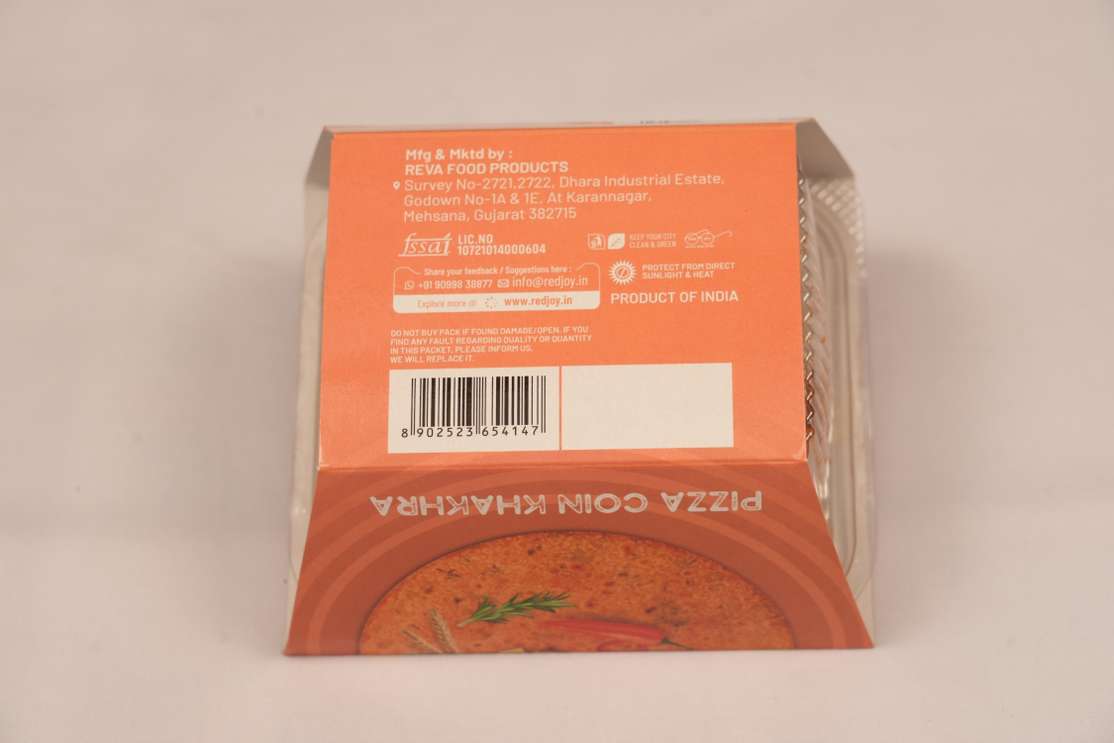 Mfg & Mktd by :
REVA FOOD PRODUCTS
Survey No-2721,2722, Dhara Industrial Estate,
Godown No-1A & 1E, At Karannagar,
Mehsana, Gujarat 382715
fssai LIC.NO
10721014000604
KEEP YOUR CITY
CLEAN & GREEN
Share your feedback / Suggestions here :
+91 90998 38877 info@redjoy.in
Explore more @ www.redjoy.in
PROTECT FROM DIRECT
SUNLIGHT & HEAT
PRODUCT OF INDIA
DO NOT BUY PACK IF FOUND DAMAGE/OPEN. IF YOU
FIND ANY FAULT REGARDING QUALITY OR QUANTITY
IN THIS PACKET, PLEASE INFORM US.
WE WILL REPLACE IT.
8 902523 654147
PIZZA COIN KHAKHRA